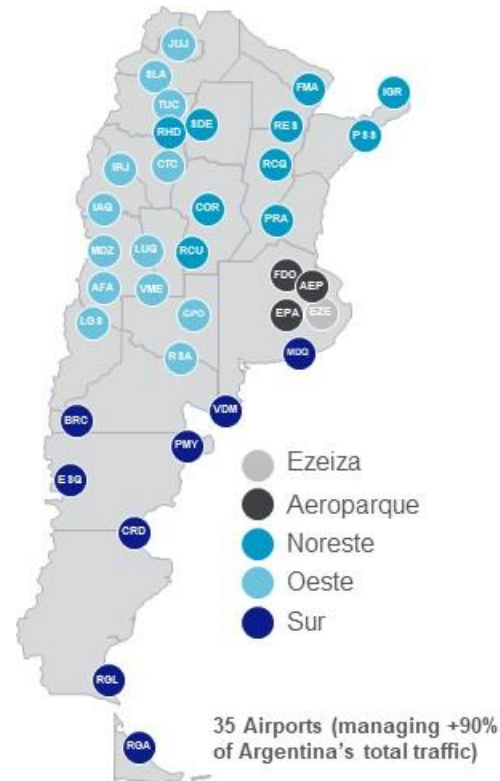 JUJ
SLA
FMA
IGR
TUC
RHD
SDE
RES
PSS
IRJ
CTC
RCQ
IAQ
COR
PRA
MDZ
LUQ
RCU
FDO
AEP
AFA
VME
GPO
EPA
EZE
LGS
RSA
MDQ
BRC
VDM
PMY
ESQ
CRD
RGL
RGA
Ezeiza
Aeroparque
Noreste
Oeste
Sur
35 Airports (managing +90%
of Argentina's total traffic)